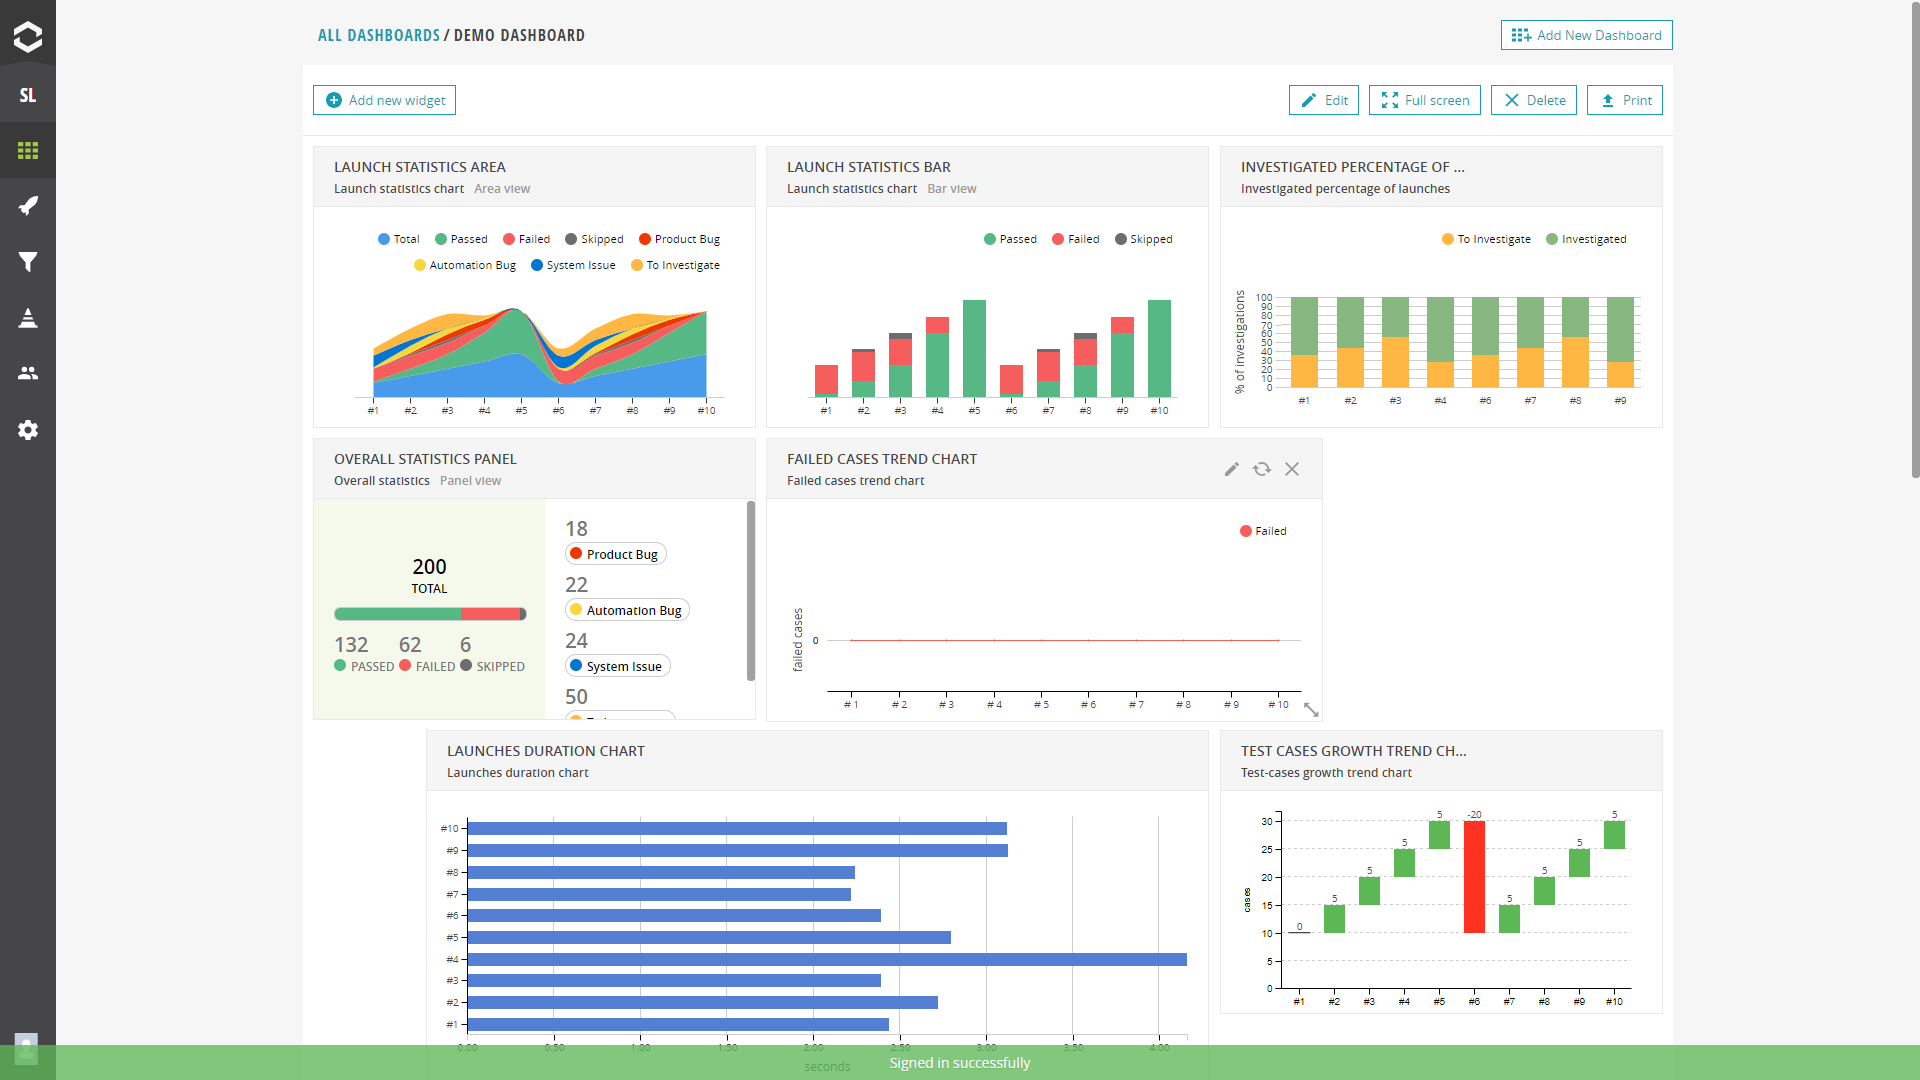 ALL DASHBOARDS / DEMO DASHBOARD
Add New Dashboard
SL
Add new widget
Edit
Full screen
Delete
Print
LAUNCH STATISTICS AREA
Launch statistics chart Area view
Total Passed Failed Skipped Product Bug
Automation Bug System Issue To Investigate
#1 #2 #3 #4 #5 #6 #7 #8 #9 #10
LAUNCH STATISTICS BAR
Launch statistics chart Bar view
Passed Failed Skipped
#1 #2 #3 #4 #5 #6 #7 #8 #9 #10
INVESTIGATED PERCENTAGE OF ...
Investigated percentage of launches
To Investigate Investigated
% of investigations
100
90
80
70
60
50
40
30
20
10
0
#1 #2 #3 #4 #6 #7 #8 #9
OVERALL STATISTICS PANEL
Overall statistics Panel view
200
TOTAL
132 62 6
PASSED FAILED SKIPPED
18
Product Bug
22
Automation Bug
24
System Issue
50
FAILED CASES TREND CHART
Failed cases trend chart
Failed
failed cases
0
# 1 # 2 # 3 # 4 # 5 # 6 # 7 # 8 # 9 # 10
LAUNCHES DURATION CHART
Launches duration chart
#10
#9
#8
#7
#6
#5
#4
#3
#2
#1
0.00 0.50 1.00 1.50 2.00 2.50 3.00 3.50 4.00
seconds
TEST CASES GROWTH TREND CH...
Test-cases growth trend chart
cases
30
25
20
15
10
5
0
0 5 5 5 5 -20 5 5 5 5
#1 #2 #3 #4 #5 #6 #7 #8 #9 #10
Signed in successfully